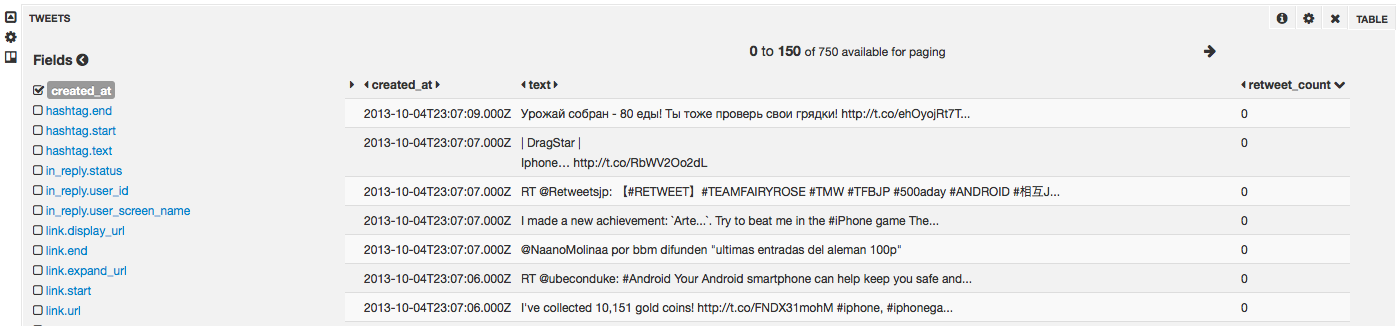 TWEETS
TABLE
0 to 150 of 750 available for paging
Fields
created_at
hashtag.end
hashtag.start
hashtag.text
in_reply.status
in_reply.user_id
in_reply.user_screen_name
link.display_url
link.end
link.expand_url
link.start
link.url
created_at text retweet_count
2013-10-04T23:07:09.000Z Урожай собран - 80 еды! Ты тоже проверь свои грядки! http://t.co/ehOyojRt7T... 0
2013-10-04T23:07:07.000Z | DragStar | 0
Iphone… http://t.co/RbWV2Oo2dL
2013-10-04T23:07:07.000Z RT @Retweetsjp: 【#RETWEET】#TEAMFAIRYROSE #TMW #TFBJP #500aday #ANDROID #相互J... 0
2013-10-04T23:07:07.000Z I made a new achievement: `Arte...`. Try to beat me in the #iPhone game The... 0
2013-10-04T23:07:07.000Z @NaanoMolinaa por bbm difunden "ultimas entradas del aleman 100p" 0
2013-10-04T23:07:06.000Z RT @ubeconduke: #Android Your Android smartphone can help keep you safe and... 0
2013-10-04T23:07:06.000Z I've collected 10,151 gold coins! http://t.co/FNDX31mohM #iphone, #iphonega... 0